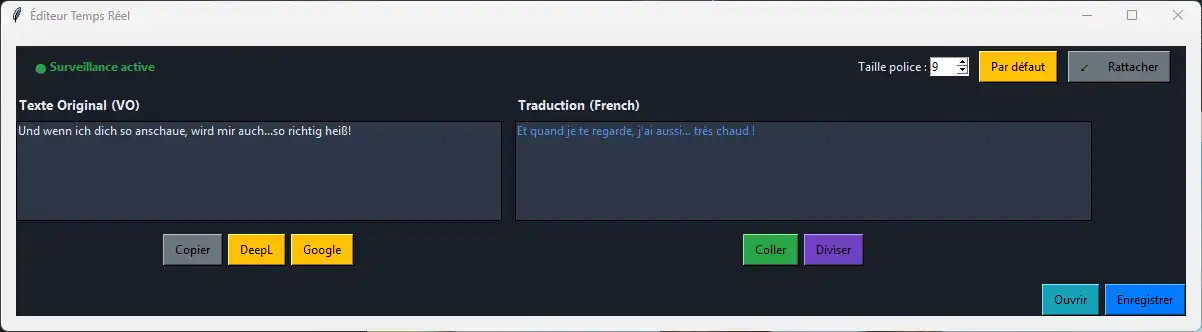 Éditeur Temps Réel
Surveillance active
Taille police : 9 Par défaut ✓ Rattacher
Texte Original (VO) Traduction (French)
Und wenn ich dich so anschaue, wird mir auch...so richtig heiß! Et quand je te regarde, j'ai aussi... très chaud !
Copier DeepL Google Coller Diviser
Ouvrir Enregistrer